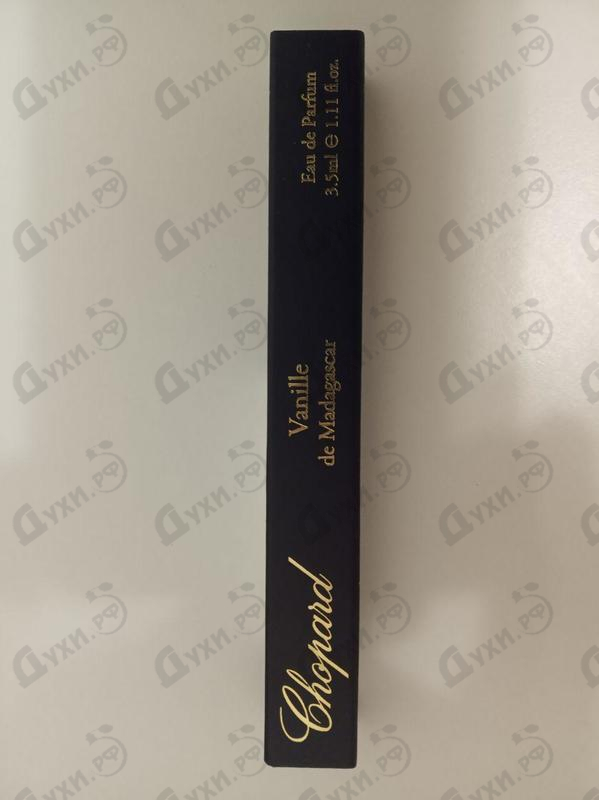 Chopard
Vanille
de Madagascar
Eau de Parfum
3.5ml ℮ 1.11 fl.oz.
Духи.рф